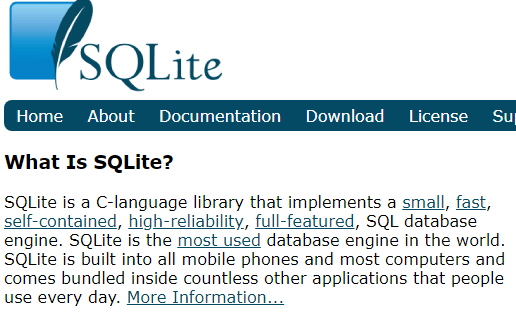 SQLite
Home About Documentation Download License
What Is SQLite?
SQLite is a C-language library that implements a small, fast,
self-contained, high-reliability, full-featured, SQL database
engine. SQLite is the most used database engine in the world.
SQLite is built into all mobile phones and most computers and
comes bundled inside countless other applications that people
use every day. More Information...